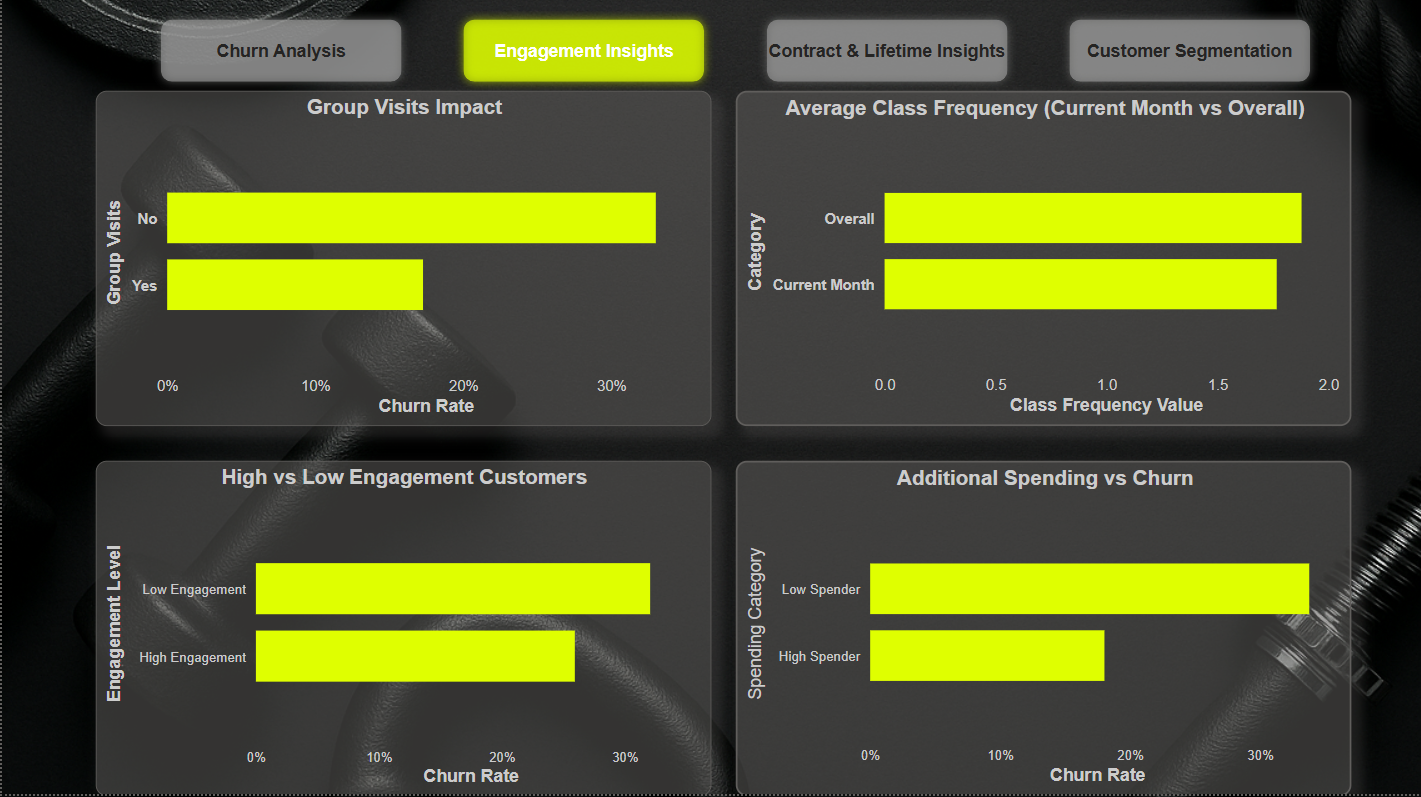 Churn Analysis
Engagement Insights
Contract & Lifetime Insights
Customer Segmentation
Group Visits Impact
Group Visits
No
Yes
0% 10% 20% 30%
Churn Rate
Average Class Frequency (Current Month vs Overall)
Category
Overall
Current Month
0.0 0.5 1.0 1.5 2.0
Class Frequency Value
High vs Low Engagement Customers
Engagement Level
Low Engagement
High Engagement
0% 10% 20% 30%
Churn Rate
Additional Spending vs Churn
Spending Category
Low Spender
High Spender
0% 10% 20% 30%
Churn Rate